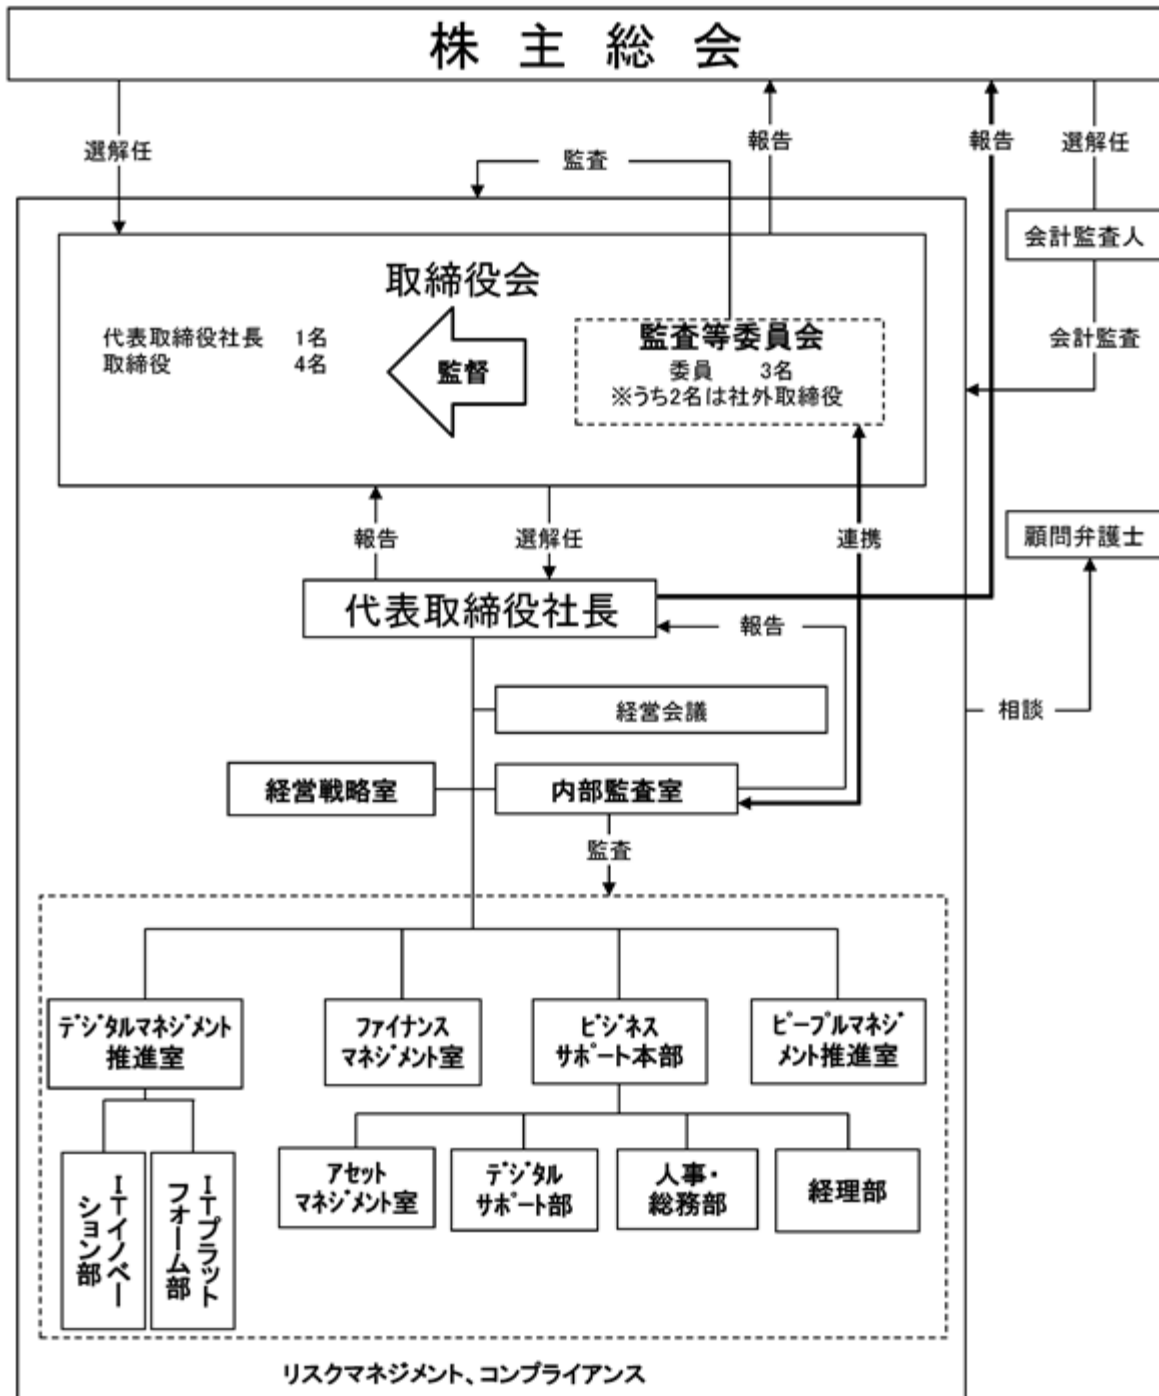 株主総会
選解任
監査
報告
報告
選解任
会計監査人
取締役会
代表取締役社長 1名
取締役 4名
監督
監査等委員会
委員 3名
※うち2名は社外取締役
会計監査
報告
選解任
連携
顧問弁護士
代表取締役社長
報告
経営会議
相談
経営戦略室
内部監査室
監査
デジタルマネジメント
推進室
ファイナンス
マネジメント室
ビジネス
サポート本部
ピープルマネジ
メント推進室
ITイノベー
ション部
ITプラット
フォーム部
アセット
マネジメント室
デジタル
サポート部
人事・
総務部
経理部
リスクマネジメント、コンプライアンス